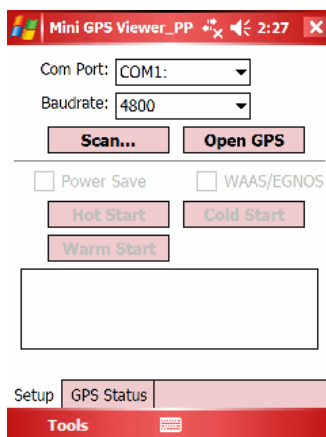 Mini GPS Viewer_PP 2:27
Com Port: COM1:
Baudrate: 4800
Scan... Open GPS
Power Save WAAS/EGNOS
Hot Start Cold Start
Warm Start
Setup GPS Status
Tools